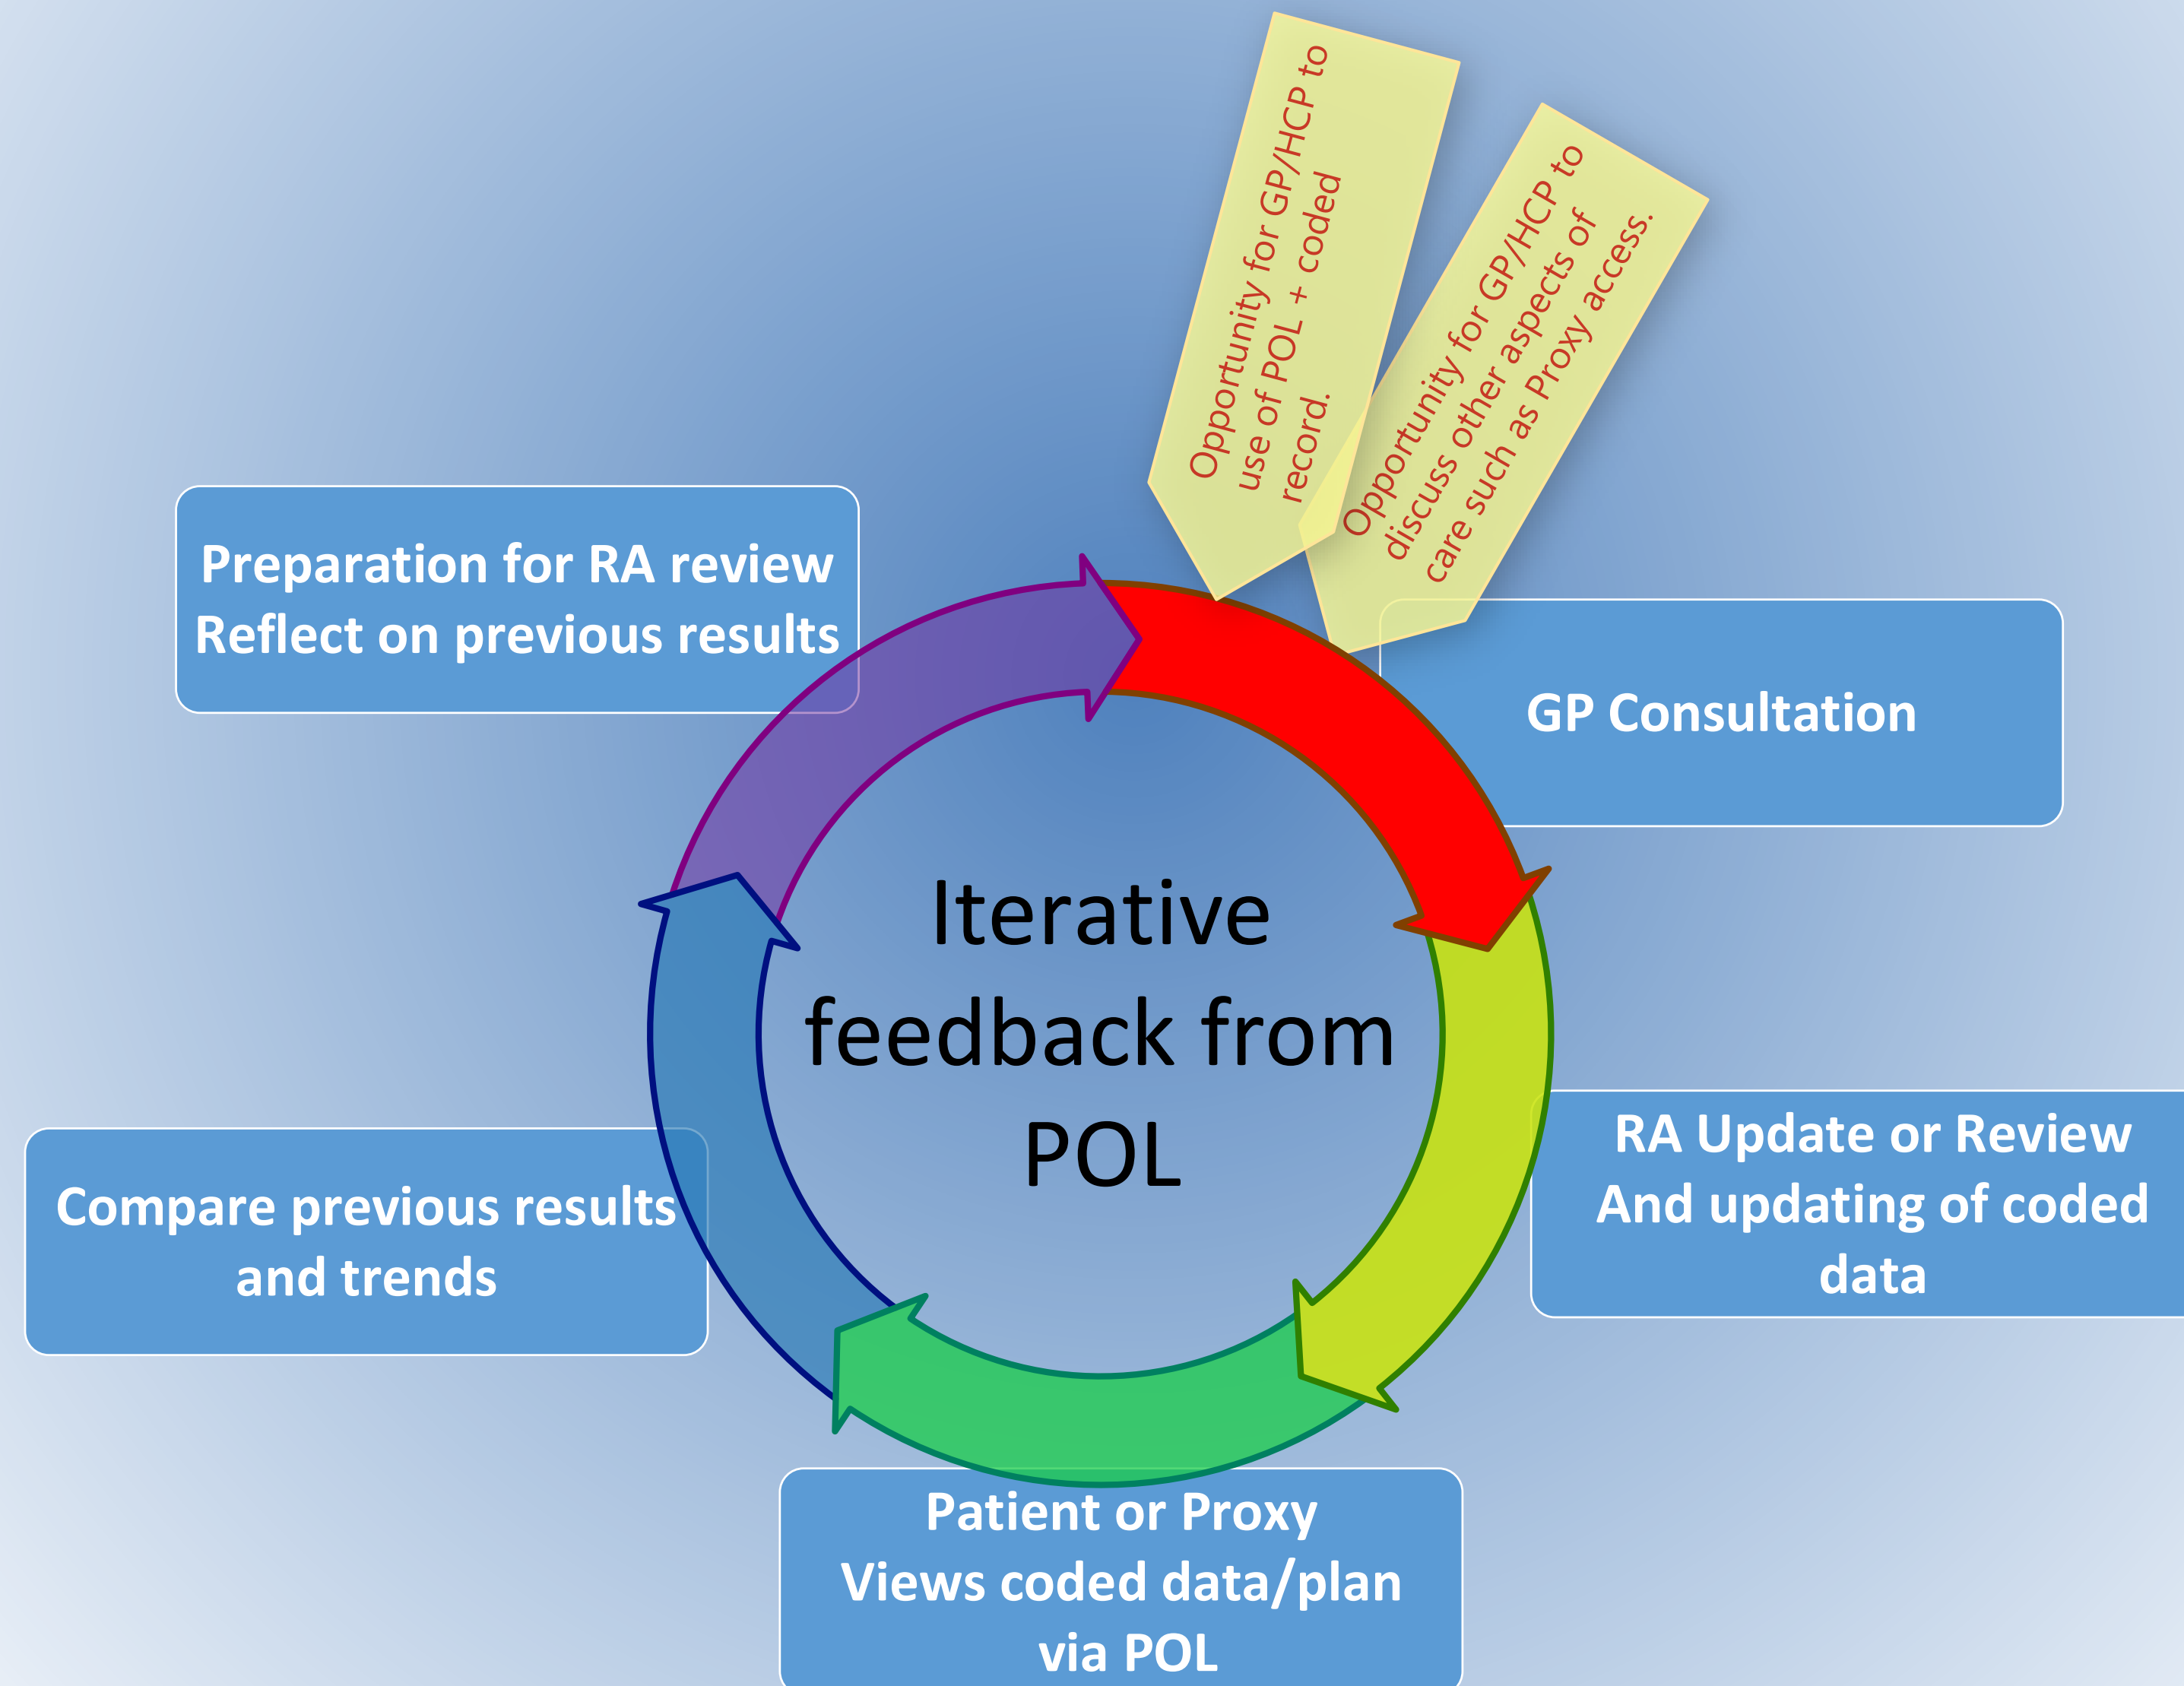 Opportunity for GP/HCP to
use of POL + coded
record.
Opportunity for GP/HCP to
discuss other aspects of
care such as Proxy access.
Preparation for RA review
Reflect on previous results
GP Consultation
Iterative
feedback from
POL
RA Update or Review
And updating of coded
data
Compare previous results
and trends
Patient or Proxy
Views coded data/plan
via POL